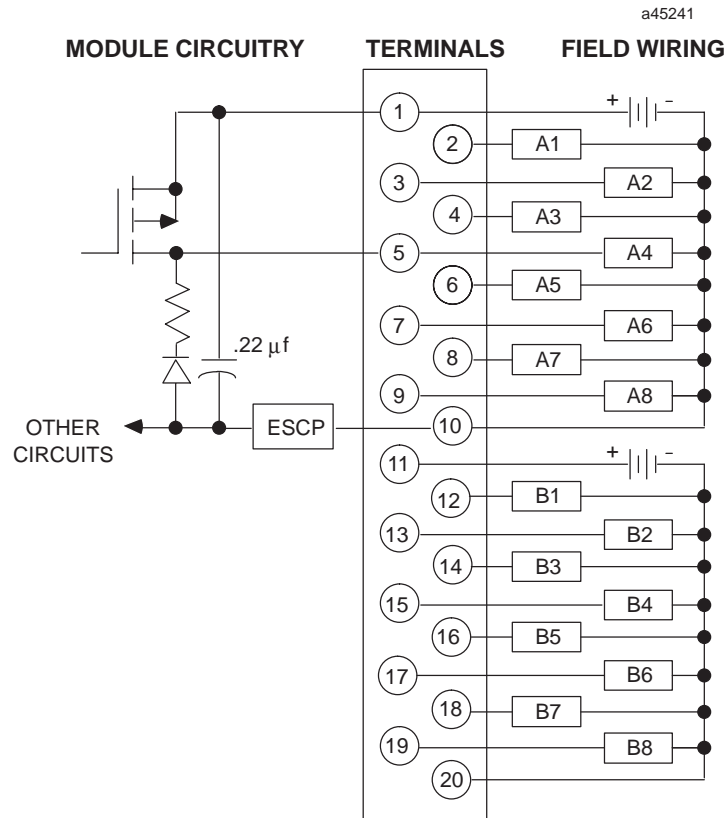 a45241
MODULE CIRCUITRY TERMINALS FIELD WIRING
1 + -
2 A1
3 A2
4 A3
5 A4
6 A5
7 A6
.22 µf
8 A7
9 A8
OTHER CIRCUITS
ESCP
10
11 + -
12 B1
13 B2
14 B3
15 B4
16 B5
17 B6
18 B7
19 B8
20